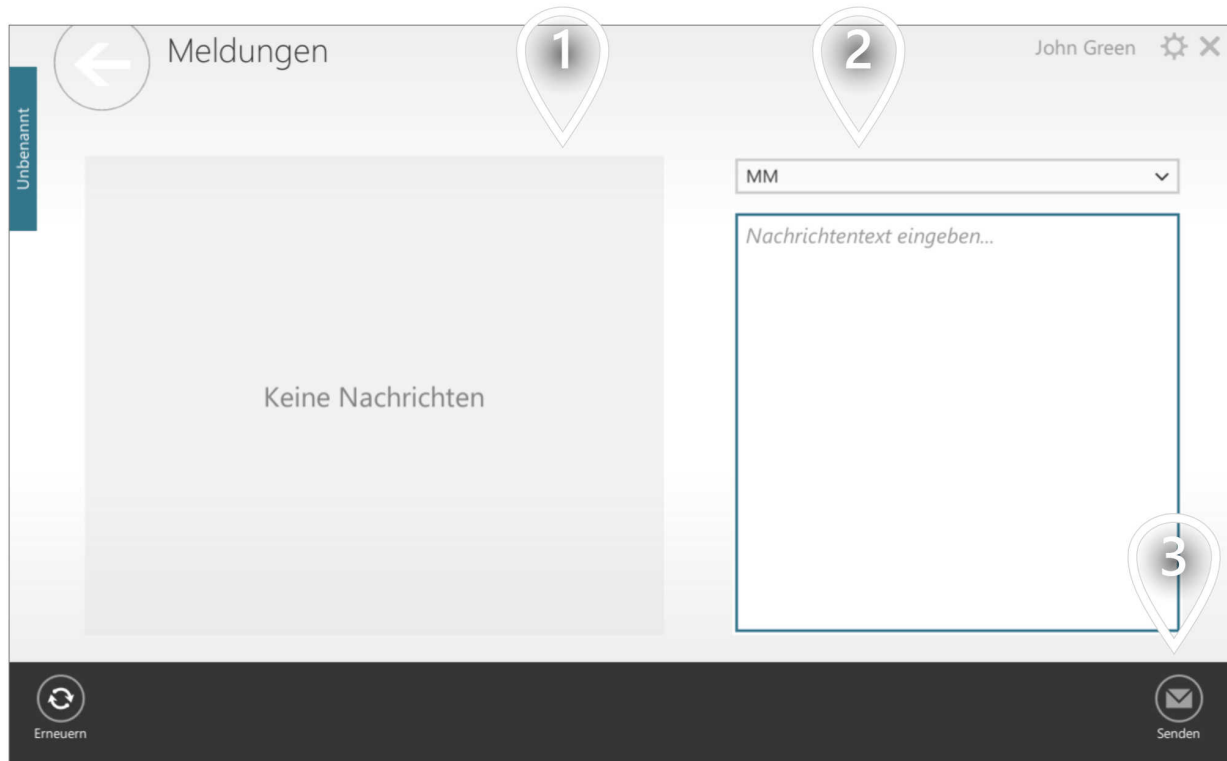 1
2
3
Meldungen
John Green
Unbenannt
MM
Nachrichtentext eingeben...
Keine Nachrichten
Erneuern
Senden